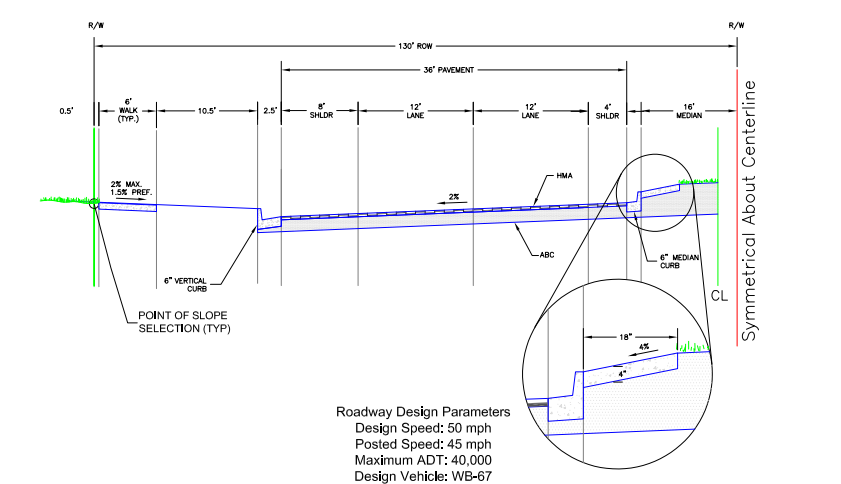 R/W
R/W
130' ROW
36' PAVEMENT
0.5'
6'
WALK
(TYP.)
10.5'
2.5'
8'
SHLDR
12'
LANE
12'
LANE
4'
SHLDR
16'
MEDIAN
2% MAX.
1.5% PREF.
2%
HMA
ABC
6" VERTICAL
CURB
6" MEDIAN
CURB
POINT OF SLOPE
SELECTION (TYP)
CL
Symmetrical About Centerline
18"
4%
4"
Roadway Design Parameters
Design Speed: 50 mph
Posted Speed: 45 mph
Maximum ADT: 40,000
Design Vehicle: WB-67